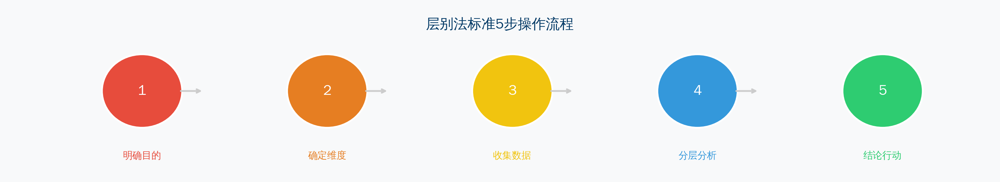 层别法标准5步操作流程
1
2
3
4
5
明确目的
确定维度
收集数据
分层分析
结论行动